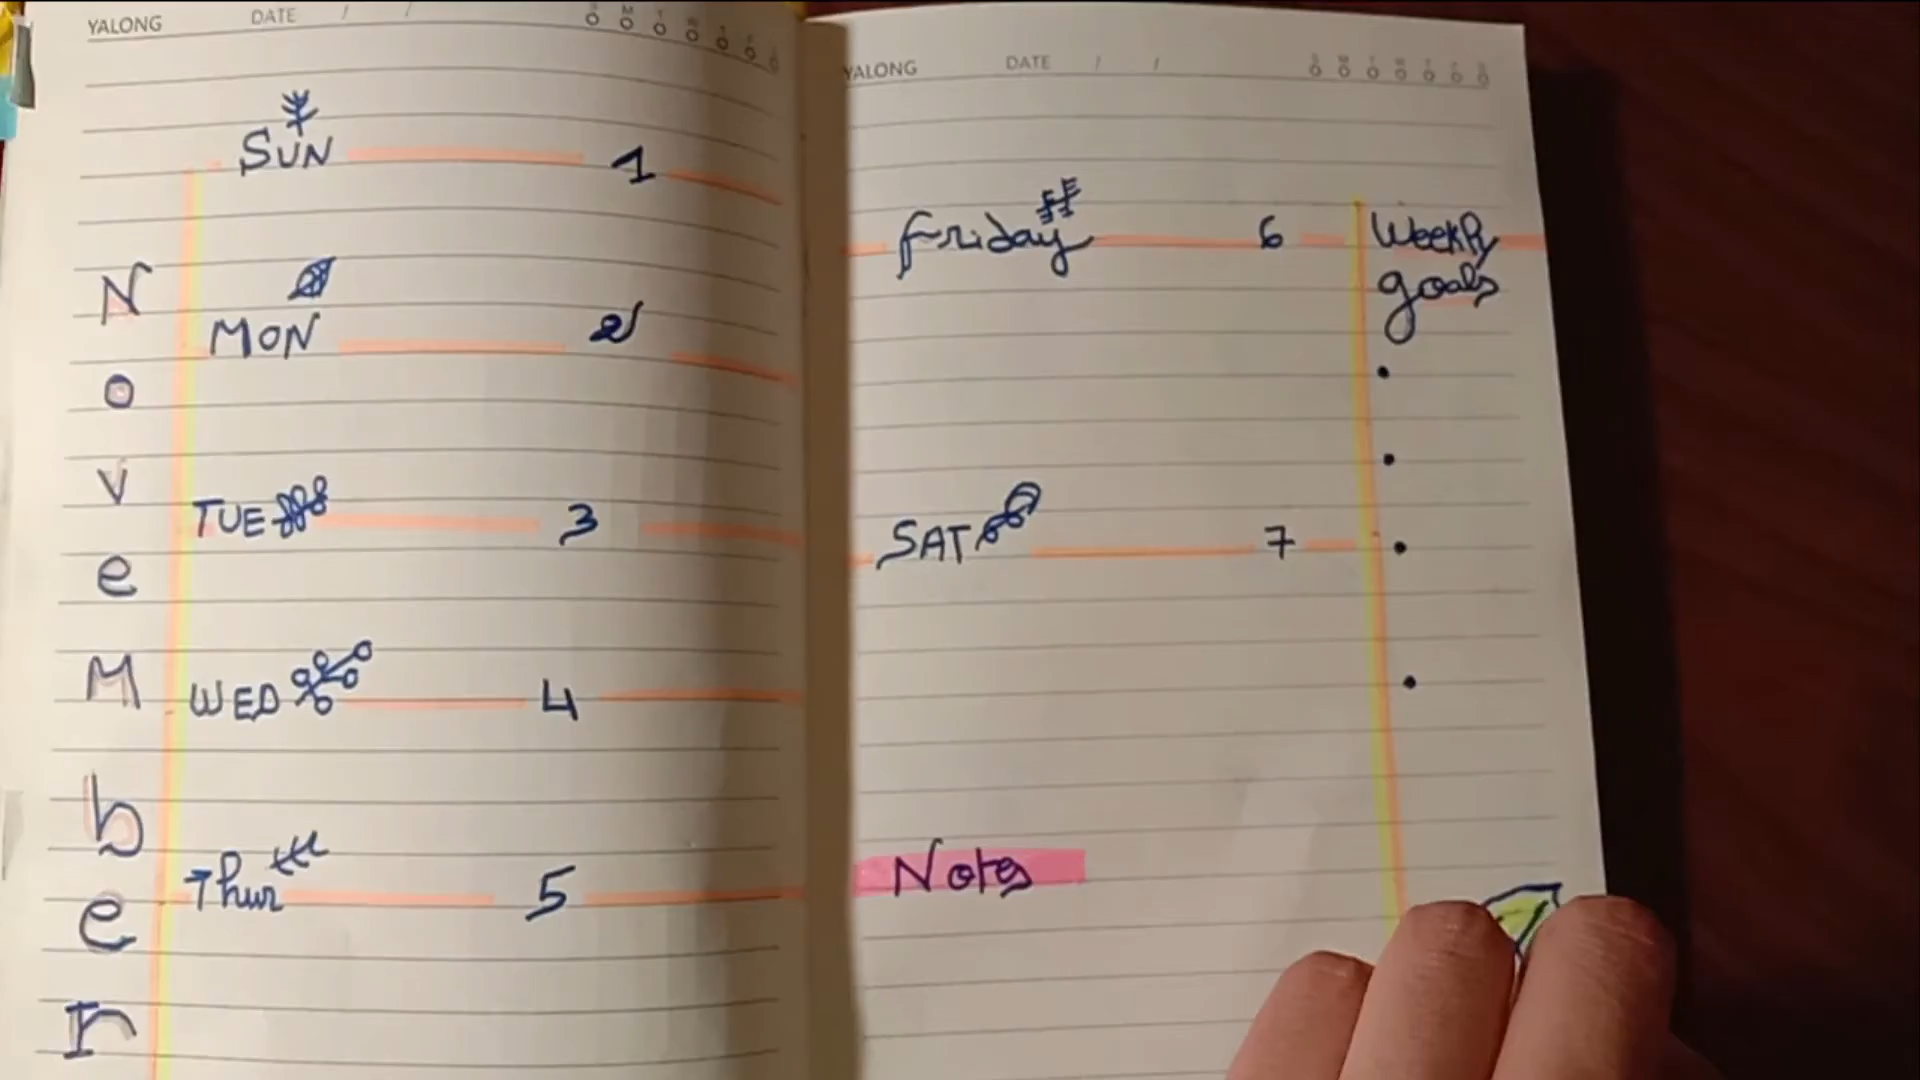 YALONG DATE / /
S M T W T F S
SUN 1
MON 2
TUE 3
WED 4
Thur 5
N
o
v
e
M
b
e
r
YALONG DATE / /
S M T W T F S
Friday 6
Weekly
goals
SAT 7
Notes